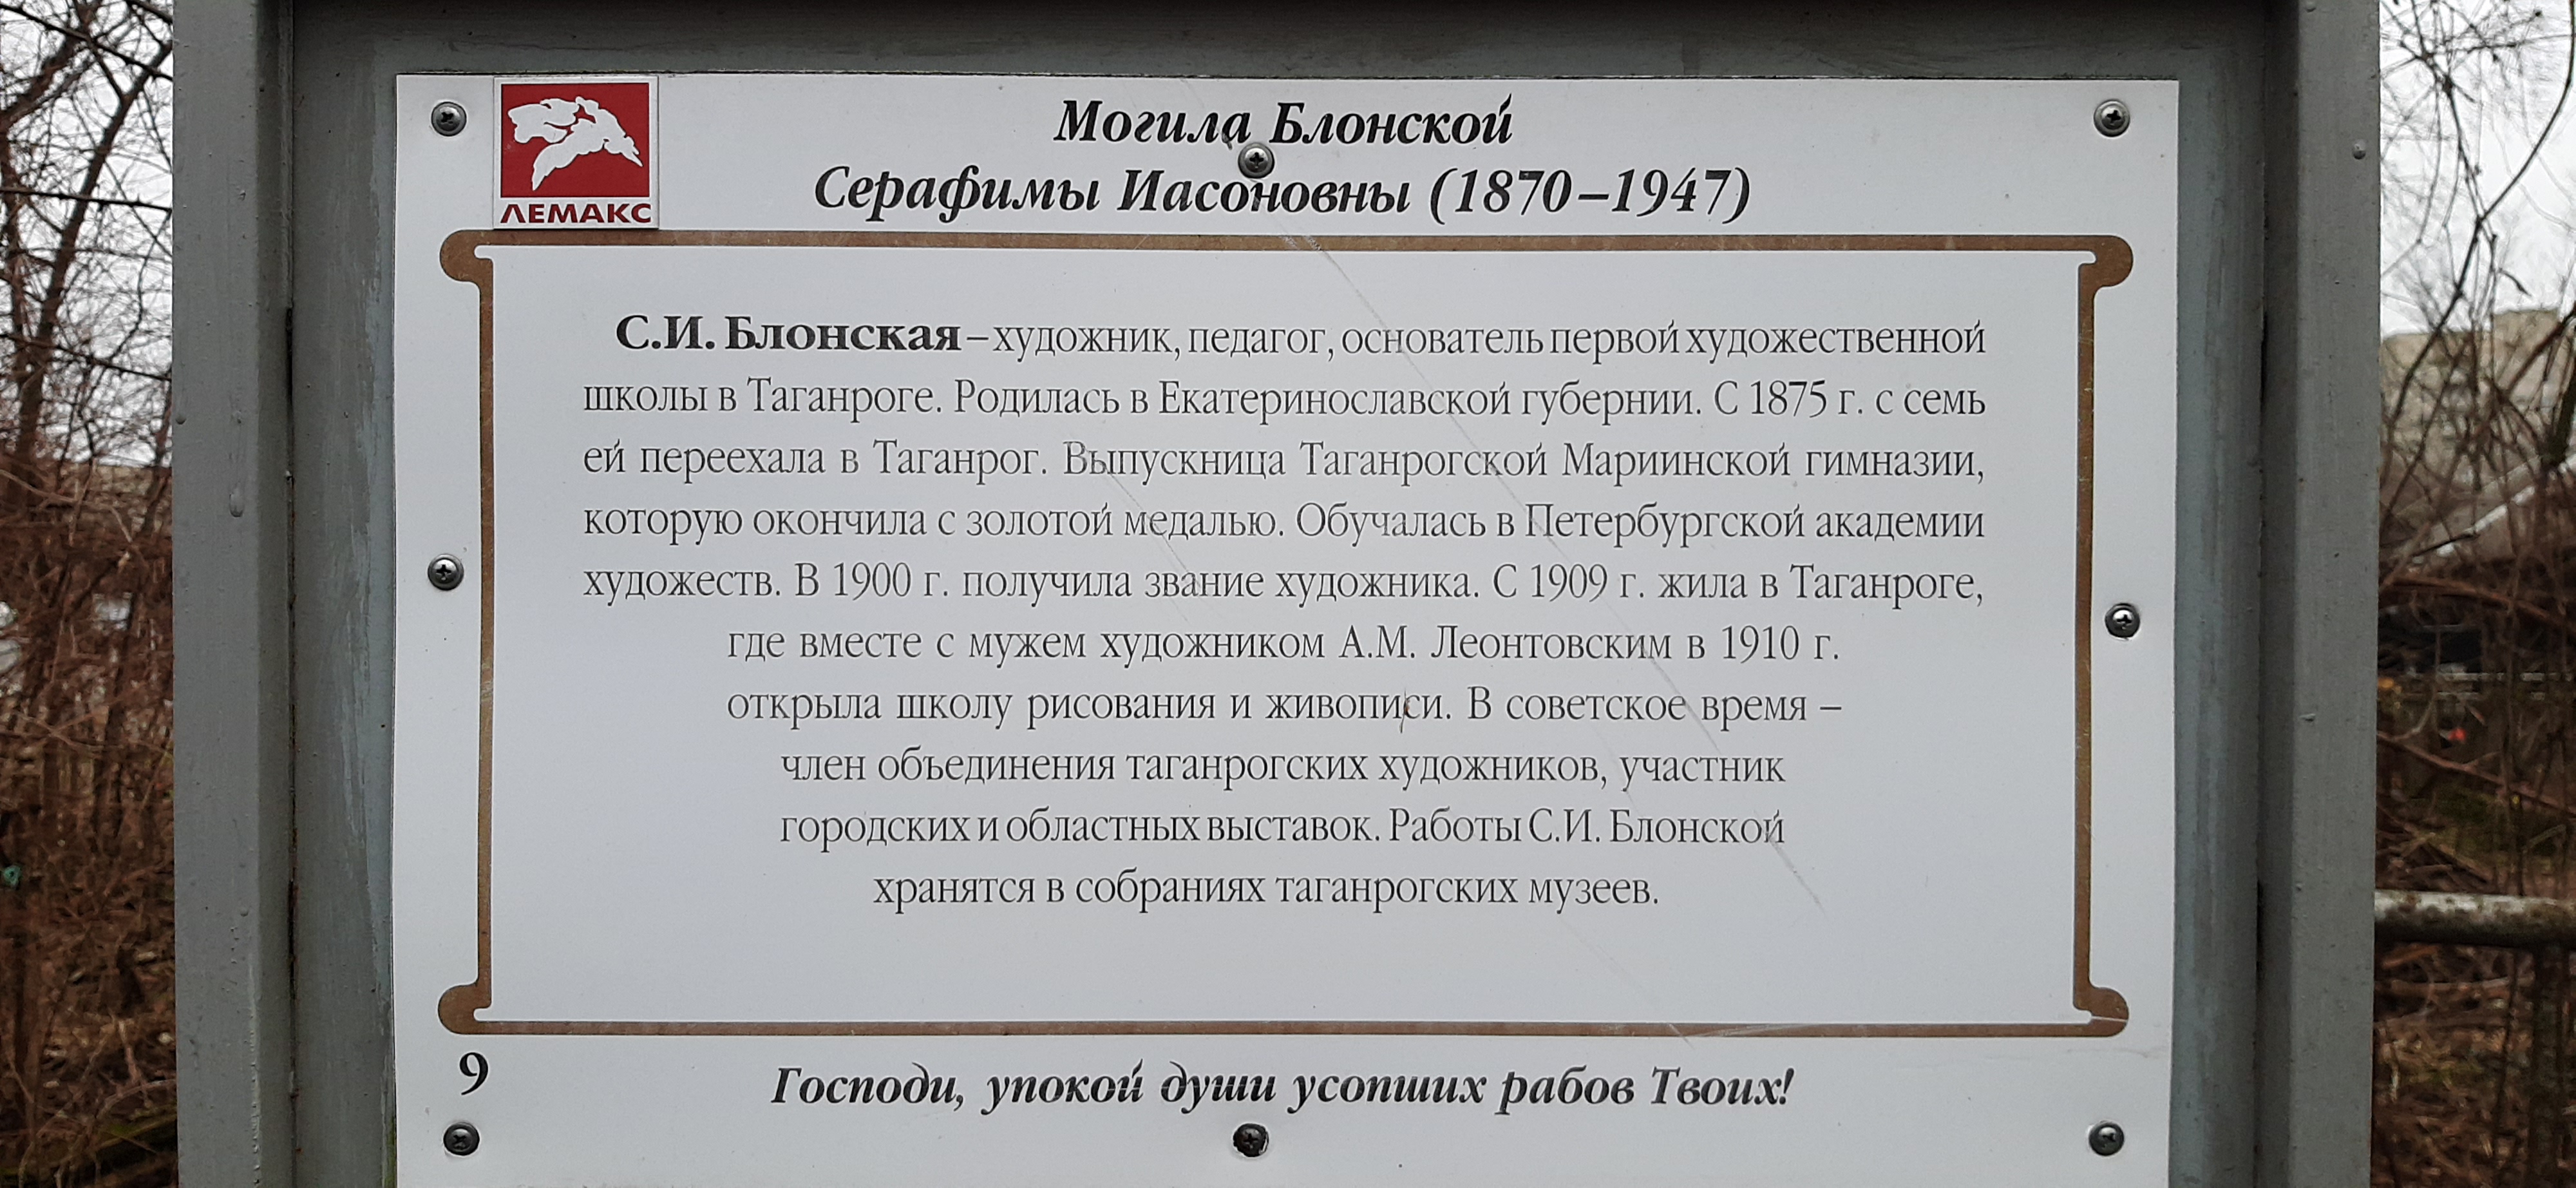 ЛЕМАКС
Могила Блонской
Серафимы Иасоновны (1870–1947)
С.И. Блонская – художник, педагог, основатель первой художественной
школы в Таганроге. Родилась в Екатеринославской губернии. С 1875 г. с семь
ей переехала в Таганрог. Выпускница Таганрогской Мариинской гимназии,
которую окончила с золотой медалью. Обучалась в Петербургской академии
художеств. В 1900 г. получила звание художника. С 1909 г. жила в Таганроге,
где вместе с мужем художником А.М. Леонтовским в 1910 г.
открыла школу рисования и живописи. В советское время –
член объединения таганрогских художников, участник
городских и областных выставок. Работы С.И. Блонской
хранятся в собраниях таганрогских музеев.
9
Господи, упокой души усопших рабов Твоих!